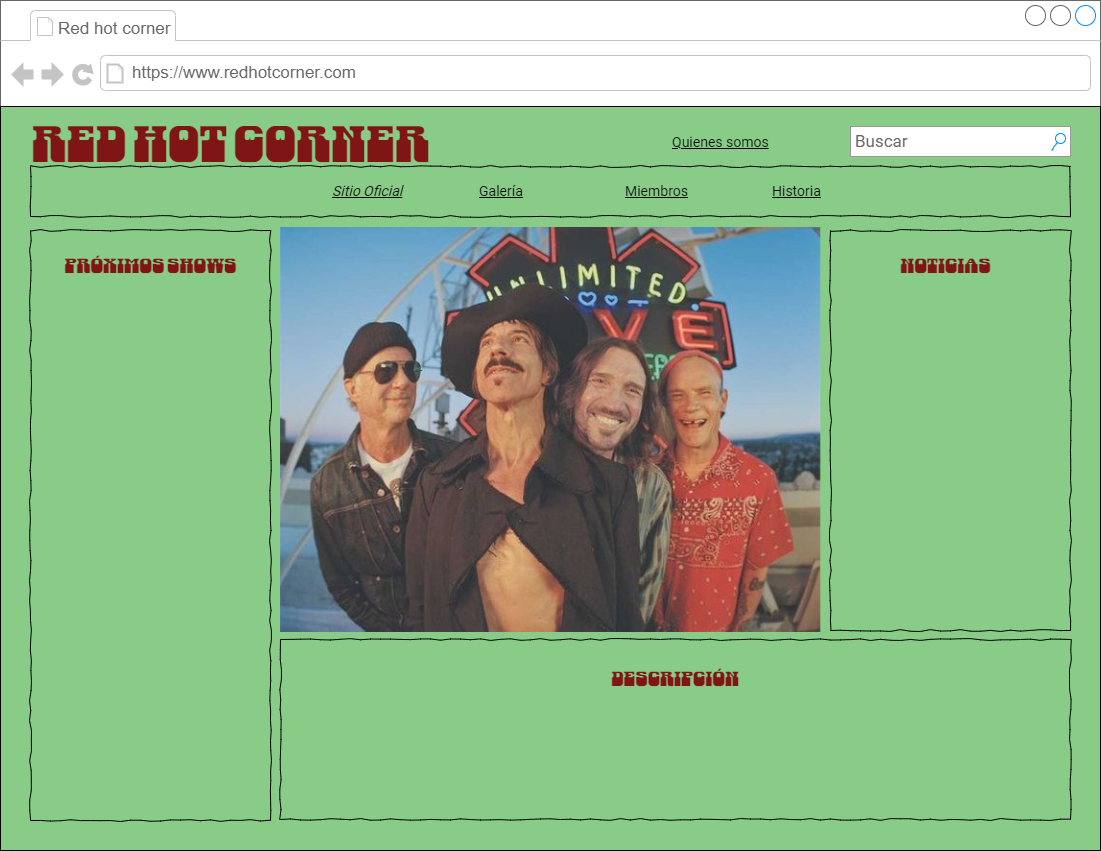 Red hot corner
https://www.redhotcorner.com
RED HOT CORNER
Quienes somos
Buscar
Sitio Oficial
Galería
Miembros
Historia
PRÓXIMOS SHOWS
UNLIMITED
VE
NOTICIAS
DESCRIPCIÓN